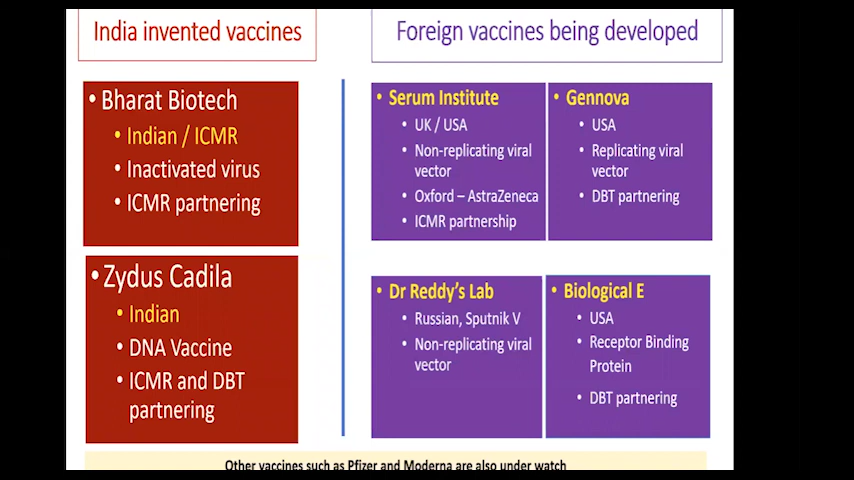 India invented vaccines
Foreign vaccines being developed
• Bharat Biotech
• Indian / ICMR
• Inactivated virus
• ICMR partnering
• Zydus Cadila
• Indian
• DNA Vaccine
• ICMR and DBT
partnering
• Serum Institute
• UK / USA
• Non-replicating viral
vector
• Oxford – AstraZeneca
• ICMR partnership
• Gennova
• USA
• Replicating viral
vector
• DBT partnering
• Dr Reddy's Lab
• Russian, Sputnik V
• Non-replicating viral
vector
• Biological E
• USA
• Receptor Binding
Protein
• DBT partnering
Other vaccines such as Pfizer and Moderna are also under watch